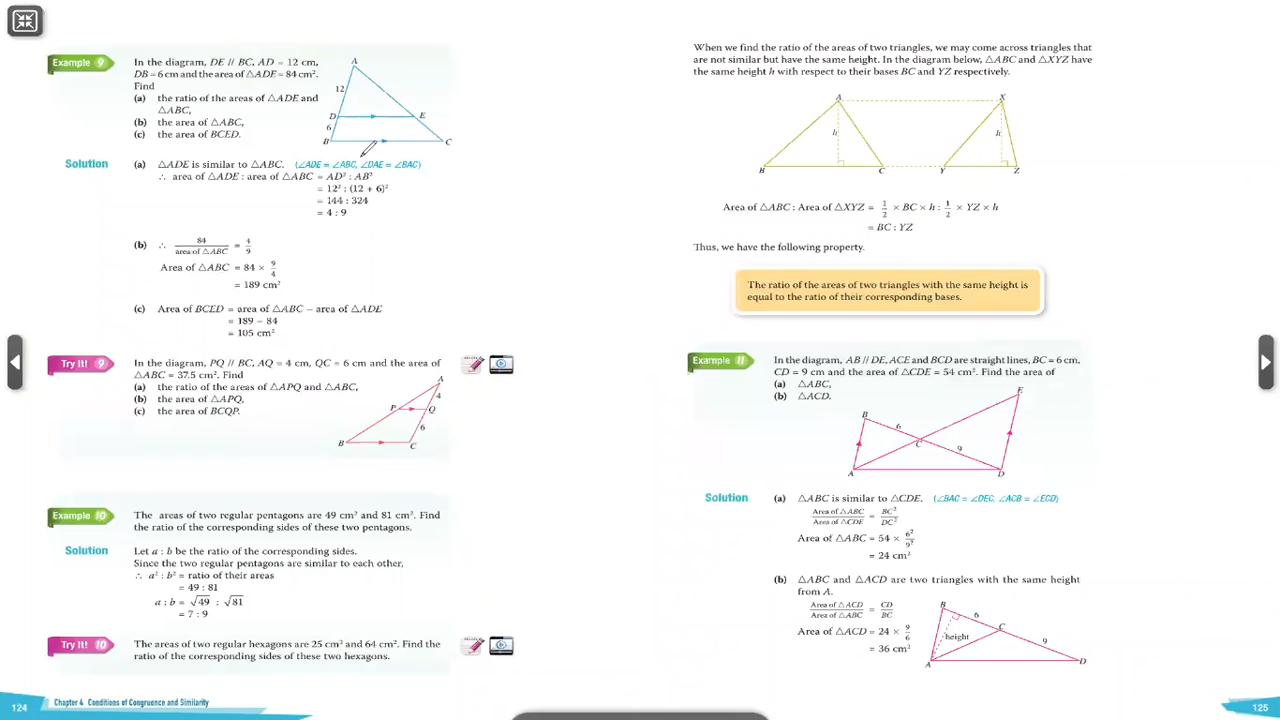 Example 9
In the diagram, DE // BC, AD = 12 cm,
DB = 6 cm and the area of △ADE = 84 cm².
Find
(a) the ratio of the areas of △ADE and
△ABC,
(b) the area of △ABC,
(c) the area of BCED.
A
12
D
E
6
B
C
Solution
(a) △ADE is similar to △ABC. (∠ADE = ∠ABC, ∠DAE = ∠BAC)
∴ area of △ADE : area of △ABC = AD² : AB²
= 12² : (12 + 6)²
= 144 : 324
= 4 : 9
(b) ∴ 84/area of △ABC = 4/9
Area of △ABC = 84 × 9/4
= 189 cm²
(c) Area of BCED = area of △ABC − area of △ADE
= 189 − 84
= 105 cm²
Try It! 9
In the diagram, PQ // BC, AQ = 4 cm, QC = 6 cm and the area of
△ABC = 37.5 cm². Find
(a) the ratio of the areas of △APQ and △ABC,
(b) the area of △APQ,
(c) the area of BCQP.
A
4
P
Q
6
B
C
Example 10
The areas of two regular pentagons are 49 cm² and 81 cm². Find
the ratio of the corresponding sides of these two pentagons.
Solution
Let a : b be the ratio of the corresponding sides.
Since the two regular pentagons are similar to each other,
∴ a² : b² = ratio of their areas
= 49 : 81
a : b = √49 : √81
= 7 : 9
Try It! 10
The areas of two regular hexagons are 25 cm² and 64 cm². Find the
ratio of the corresponding sides of these two hexagons.
124
Chapter 4 Conditions of Congruence and Similarity
When we find the ratio of the areas of two triangles, we may come across triangles that
are not similar but have the same height. In the diagram below, △ABC and △XYZ have
the same height h with respect to their bases BC and YZ respectively.
A
X
h
h
B
C
Y
Z
Area of △ABC : Area of △XYZ = 1/2 × BC × h : 1/2 × YZ × h
= BC : YZ
Thus, we have the following property.
The ratio of the areas of two triangles with the same height is
equal to the ratio of their corresponding bases.
Example 11
In the diagram, AB // DE, ACE and BCD are straight lines, BC = 6 cm,
CD = 9 cm and the area of △CDE = 54 cm². Find the area of
(a) △ABC,
(b) △ACD.
E
B
6
C
9
A
D
Solution
(a) △ABC is similar to △CDE. (∠BAC = ∠DEC, ∠ACB = ∠ECD)
Area of △ABC/Area of △CDE = BC²/DC²
Area of △ABC = 54 × 6²/9²
= 24 cm²
(b) △ABC and △ACD are two triangles with the same height
from A.
Area of △ACD/Area of △ABC = CD/BC
Area of △ACD = 24 × 9/6
= 36 cm²
B
6
C
height
9
A
D
125